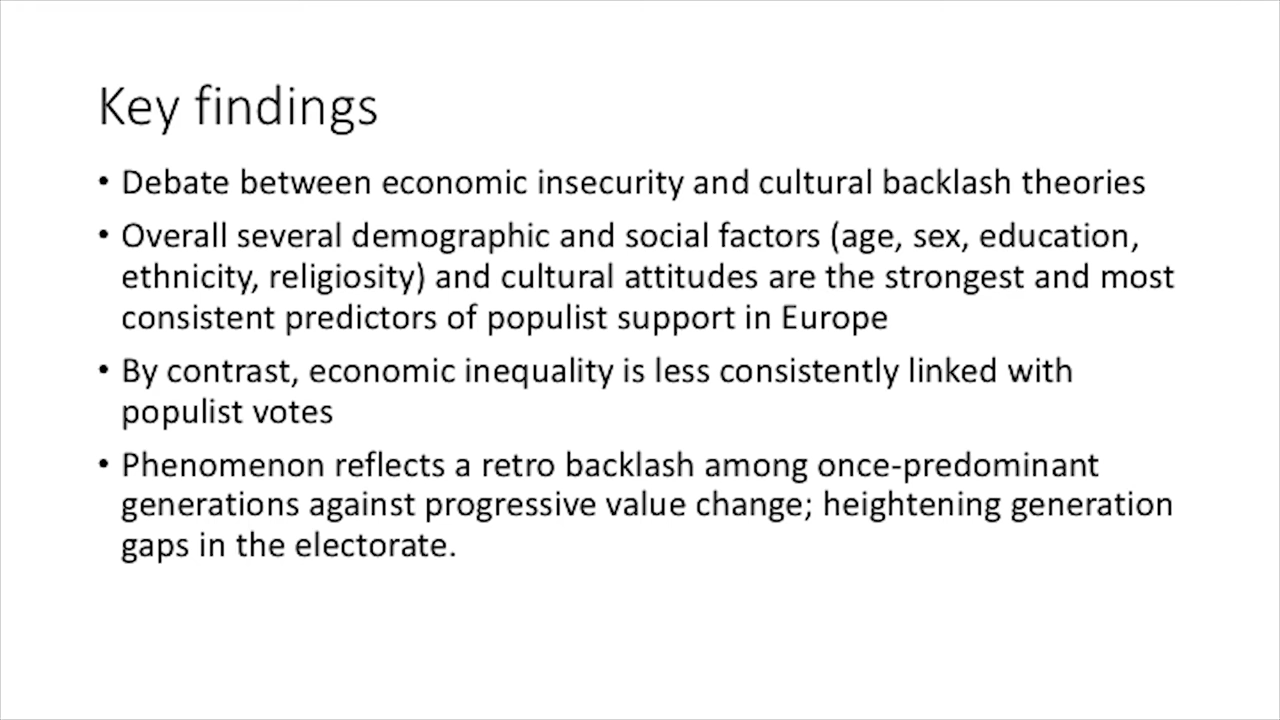 Key findings
• Debate between economic insecurity and cultural backlash theories
• Overall several demographic and social factors (age, sex, education,
ethnicity, religiosity) and cultural attitudes are the strongest and most
consistent predictors of populist support in Europe
• By contrast, economic inequality is less consistently linked with
populist votes
• Phenomenon reflects a retro backlash among once-predominant
generations against progressive value change; heightening generation
gaps in the electorate.